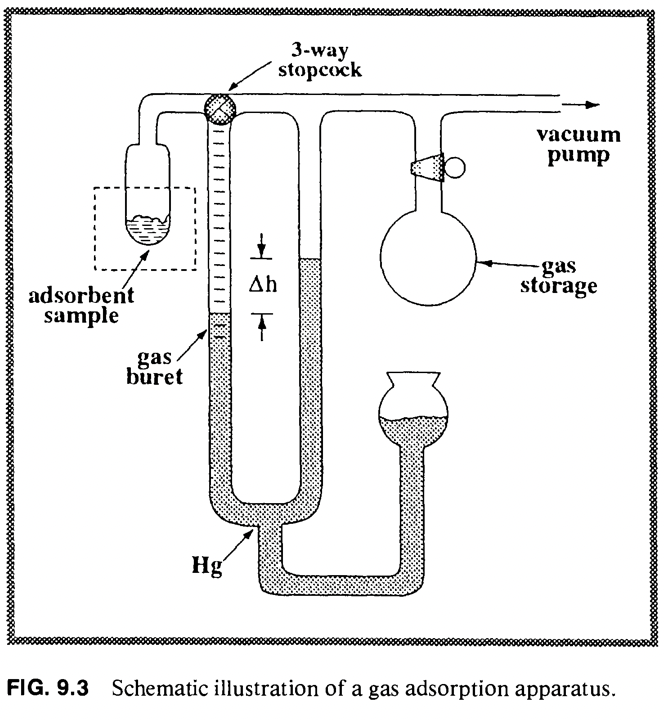 3-way
stopcock
vacuum
pump
adsorbent
sample
Δh
gas
storage
gas
buret
Hg
FIG. 9.3 Schematic illustration of a gas adsorption apparatus.